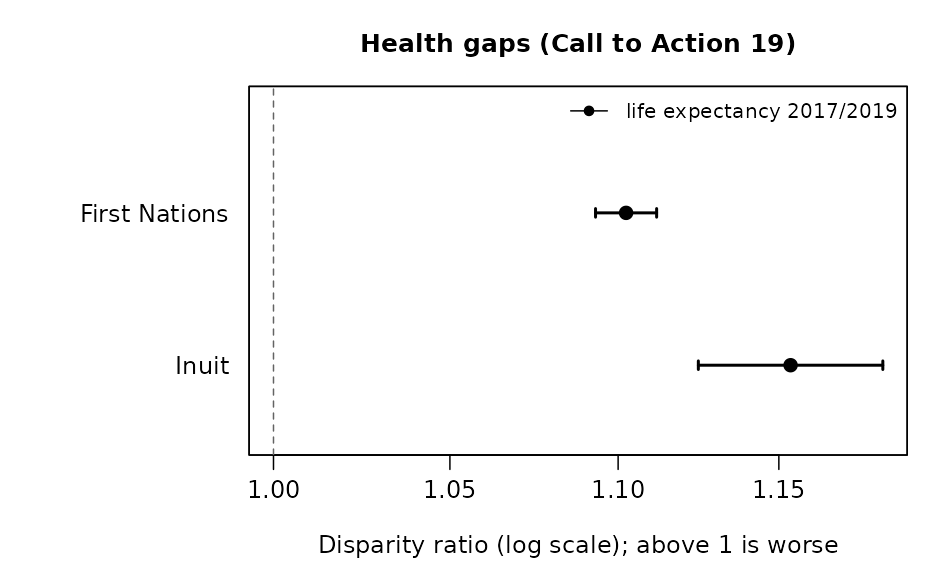 Health gaps (Call to Action 19)
life expectancy 2017/2019
First Nations
Inuit
1.00 1.05 1.10 1.15
Disparity ratio (log scale); above 1 is worse